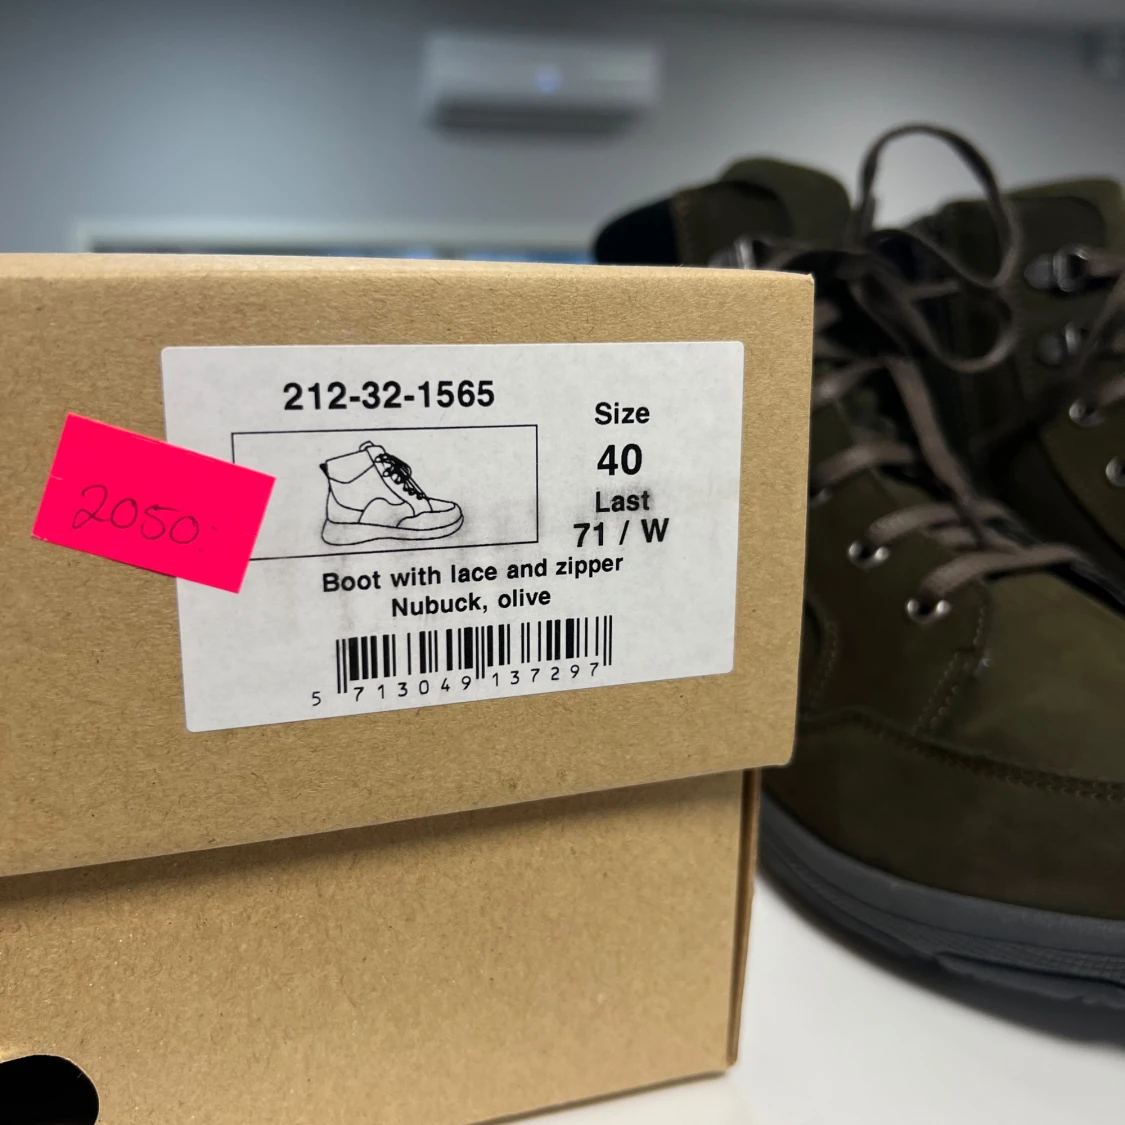 212-32-1565
Size
40
Last
71 / W
2050
Boot with lace and zipper
Nubuck, olive
5 713049 137297